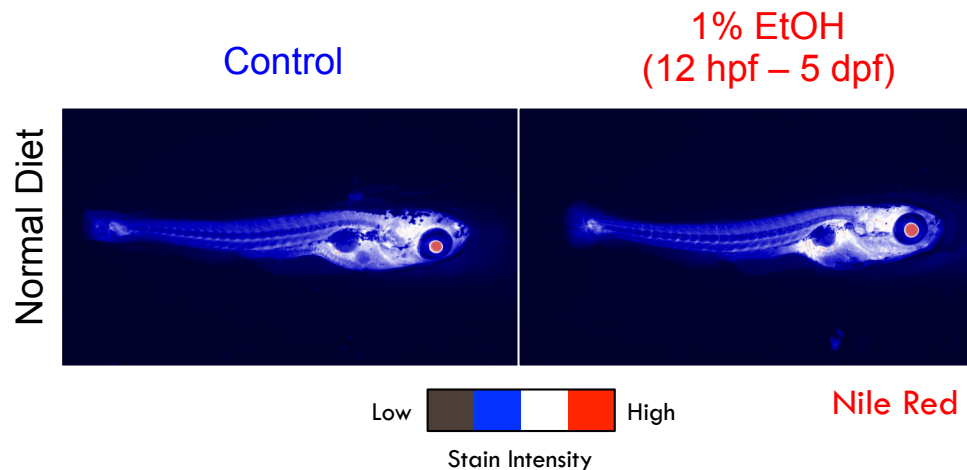 Control
1% EtOH
(12 hpf – 5 dpf)
Normal Diet
Low
High
Stain Intensity
Nile Red